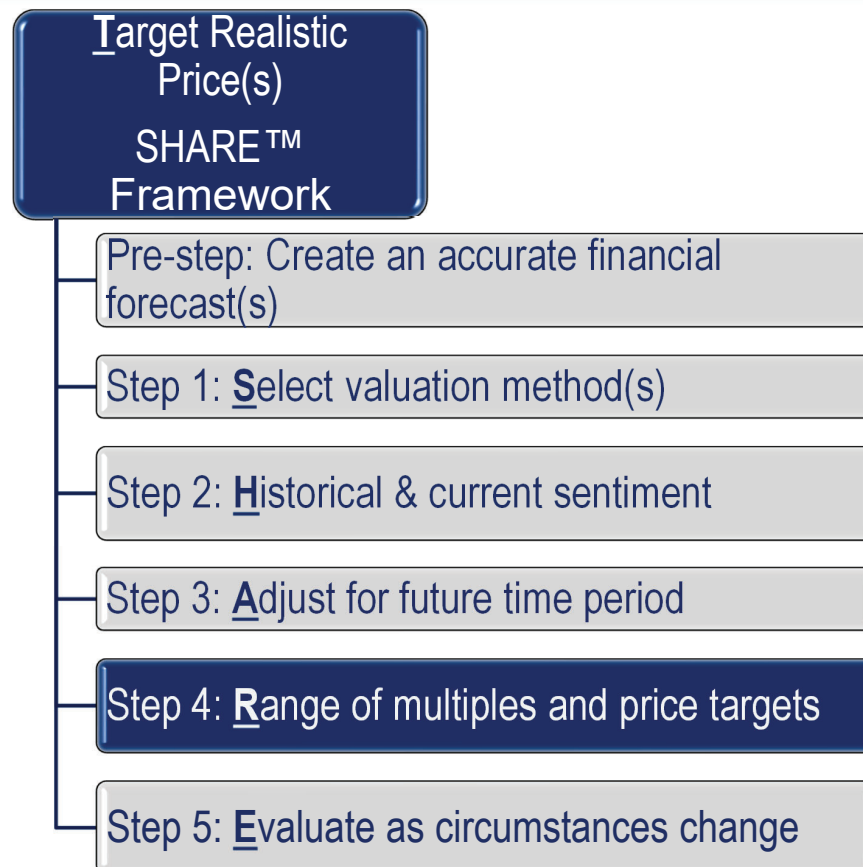 Target Realistic
Price(s)
SHARE™
Framework
Pre-step: Create an accurate financial
forecast(s)
Step 1: Select valuation method(s)
Step 2: Historical & current sentiment
Step 3: Adjust for future time period
Step 4: Range of multiples and price targets
Step 5: Evaluate as circumstances change